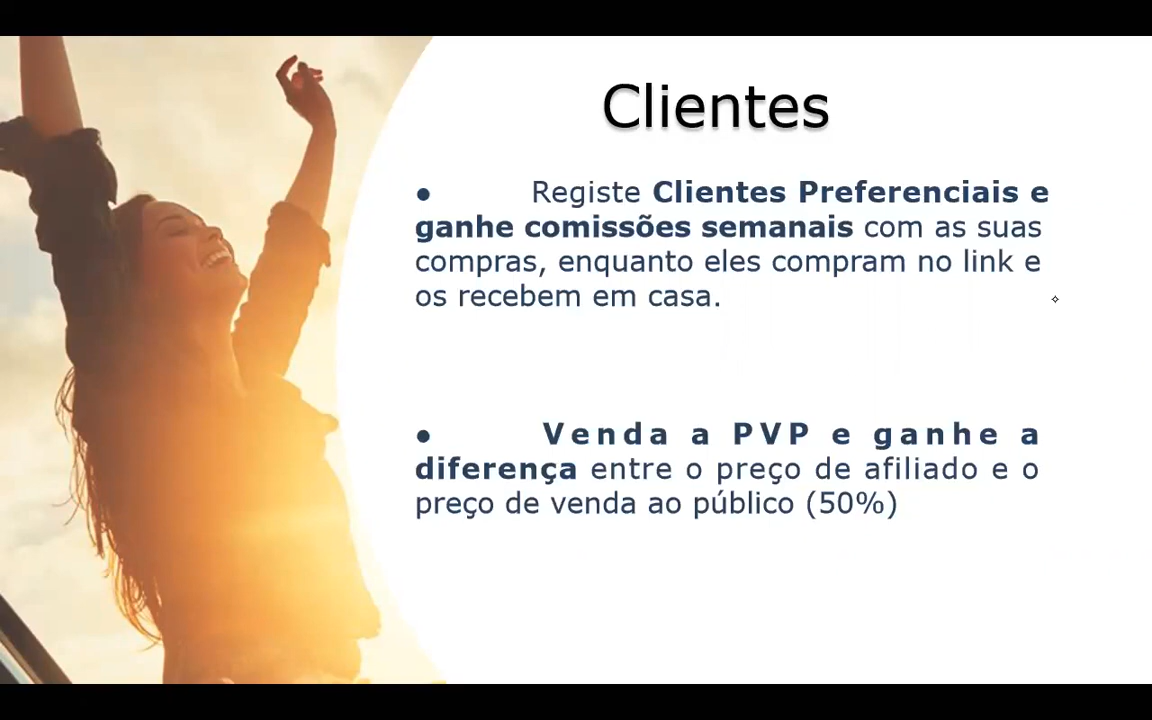 Clientes
● Registe Clientes Preferenciais e
ganhe comissões semanais com as suas
compras, enquanto eles compram no link e
os recebem em casa.
● Venda a PVP e ganhe a
diferença entre o preço de afiliado e o
preço de venda ao público (50%)